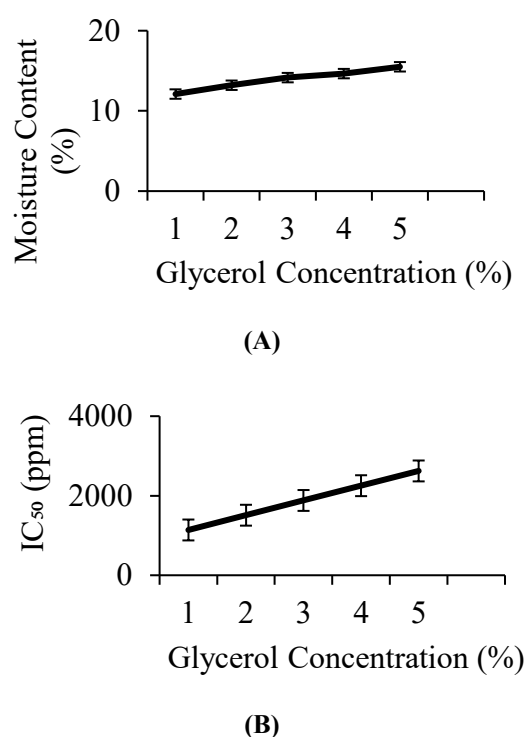 20
10
0
Moisture Content
(%)
1 2 3 4 5
Glycerol Concentration (%)
(A)
4000
2000
0
IC₅₀ (ppm)
1 2 3 4 5
Glycerol Concentration (%)
(B)